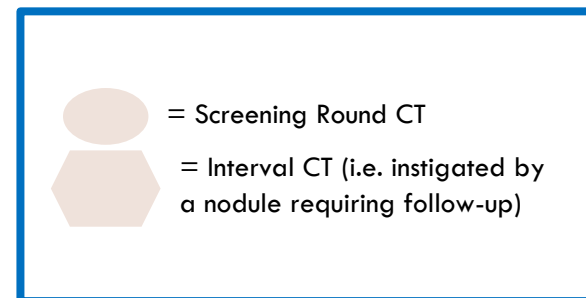 = Screening Round CT
= Interval CT (i.e. instigated by
a nodule requiring follow-up)